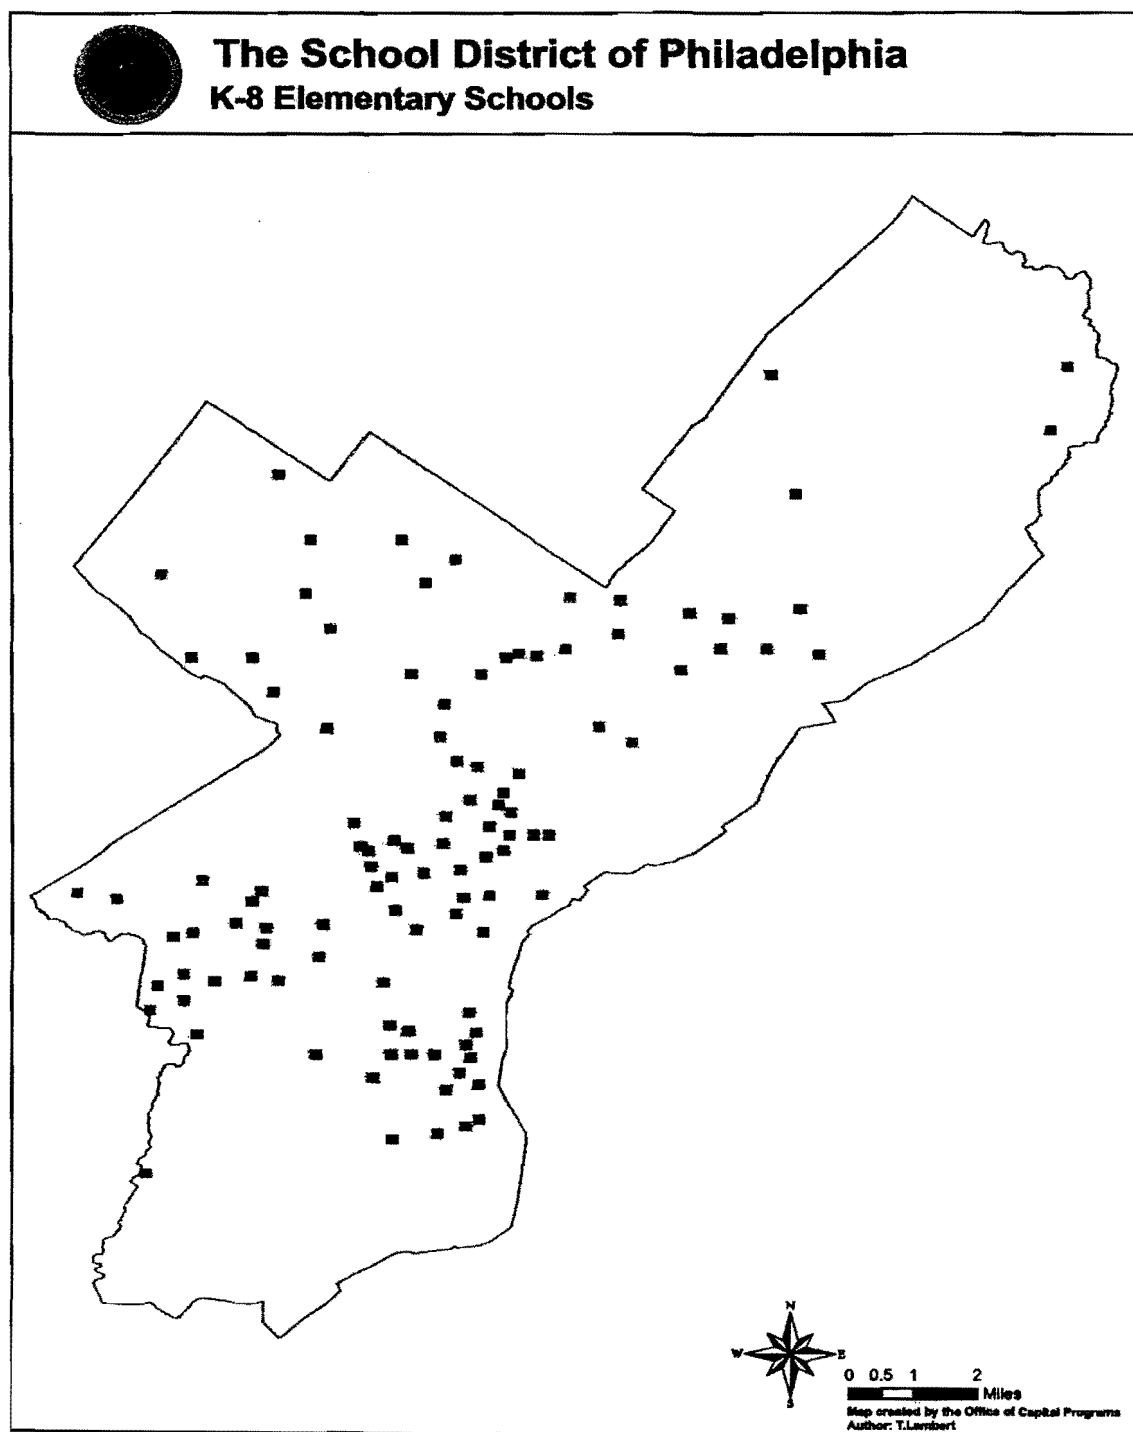 The School District of Philadelphia
K-8 Elementary Schools
N
W E
S
0 0.5 1 2
Miles
Map created by the Office of Capital Programs
Author: T.Lambert